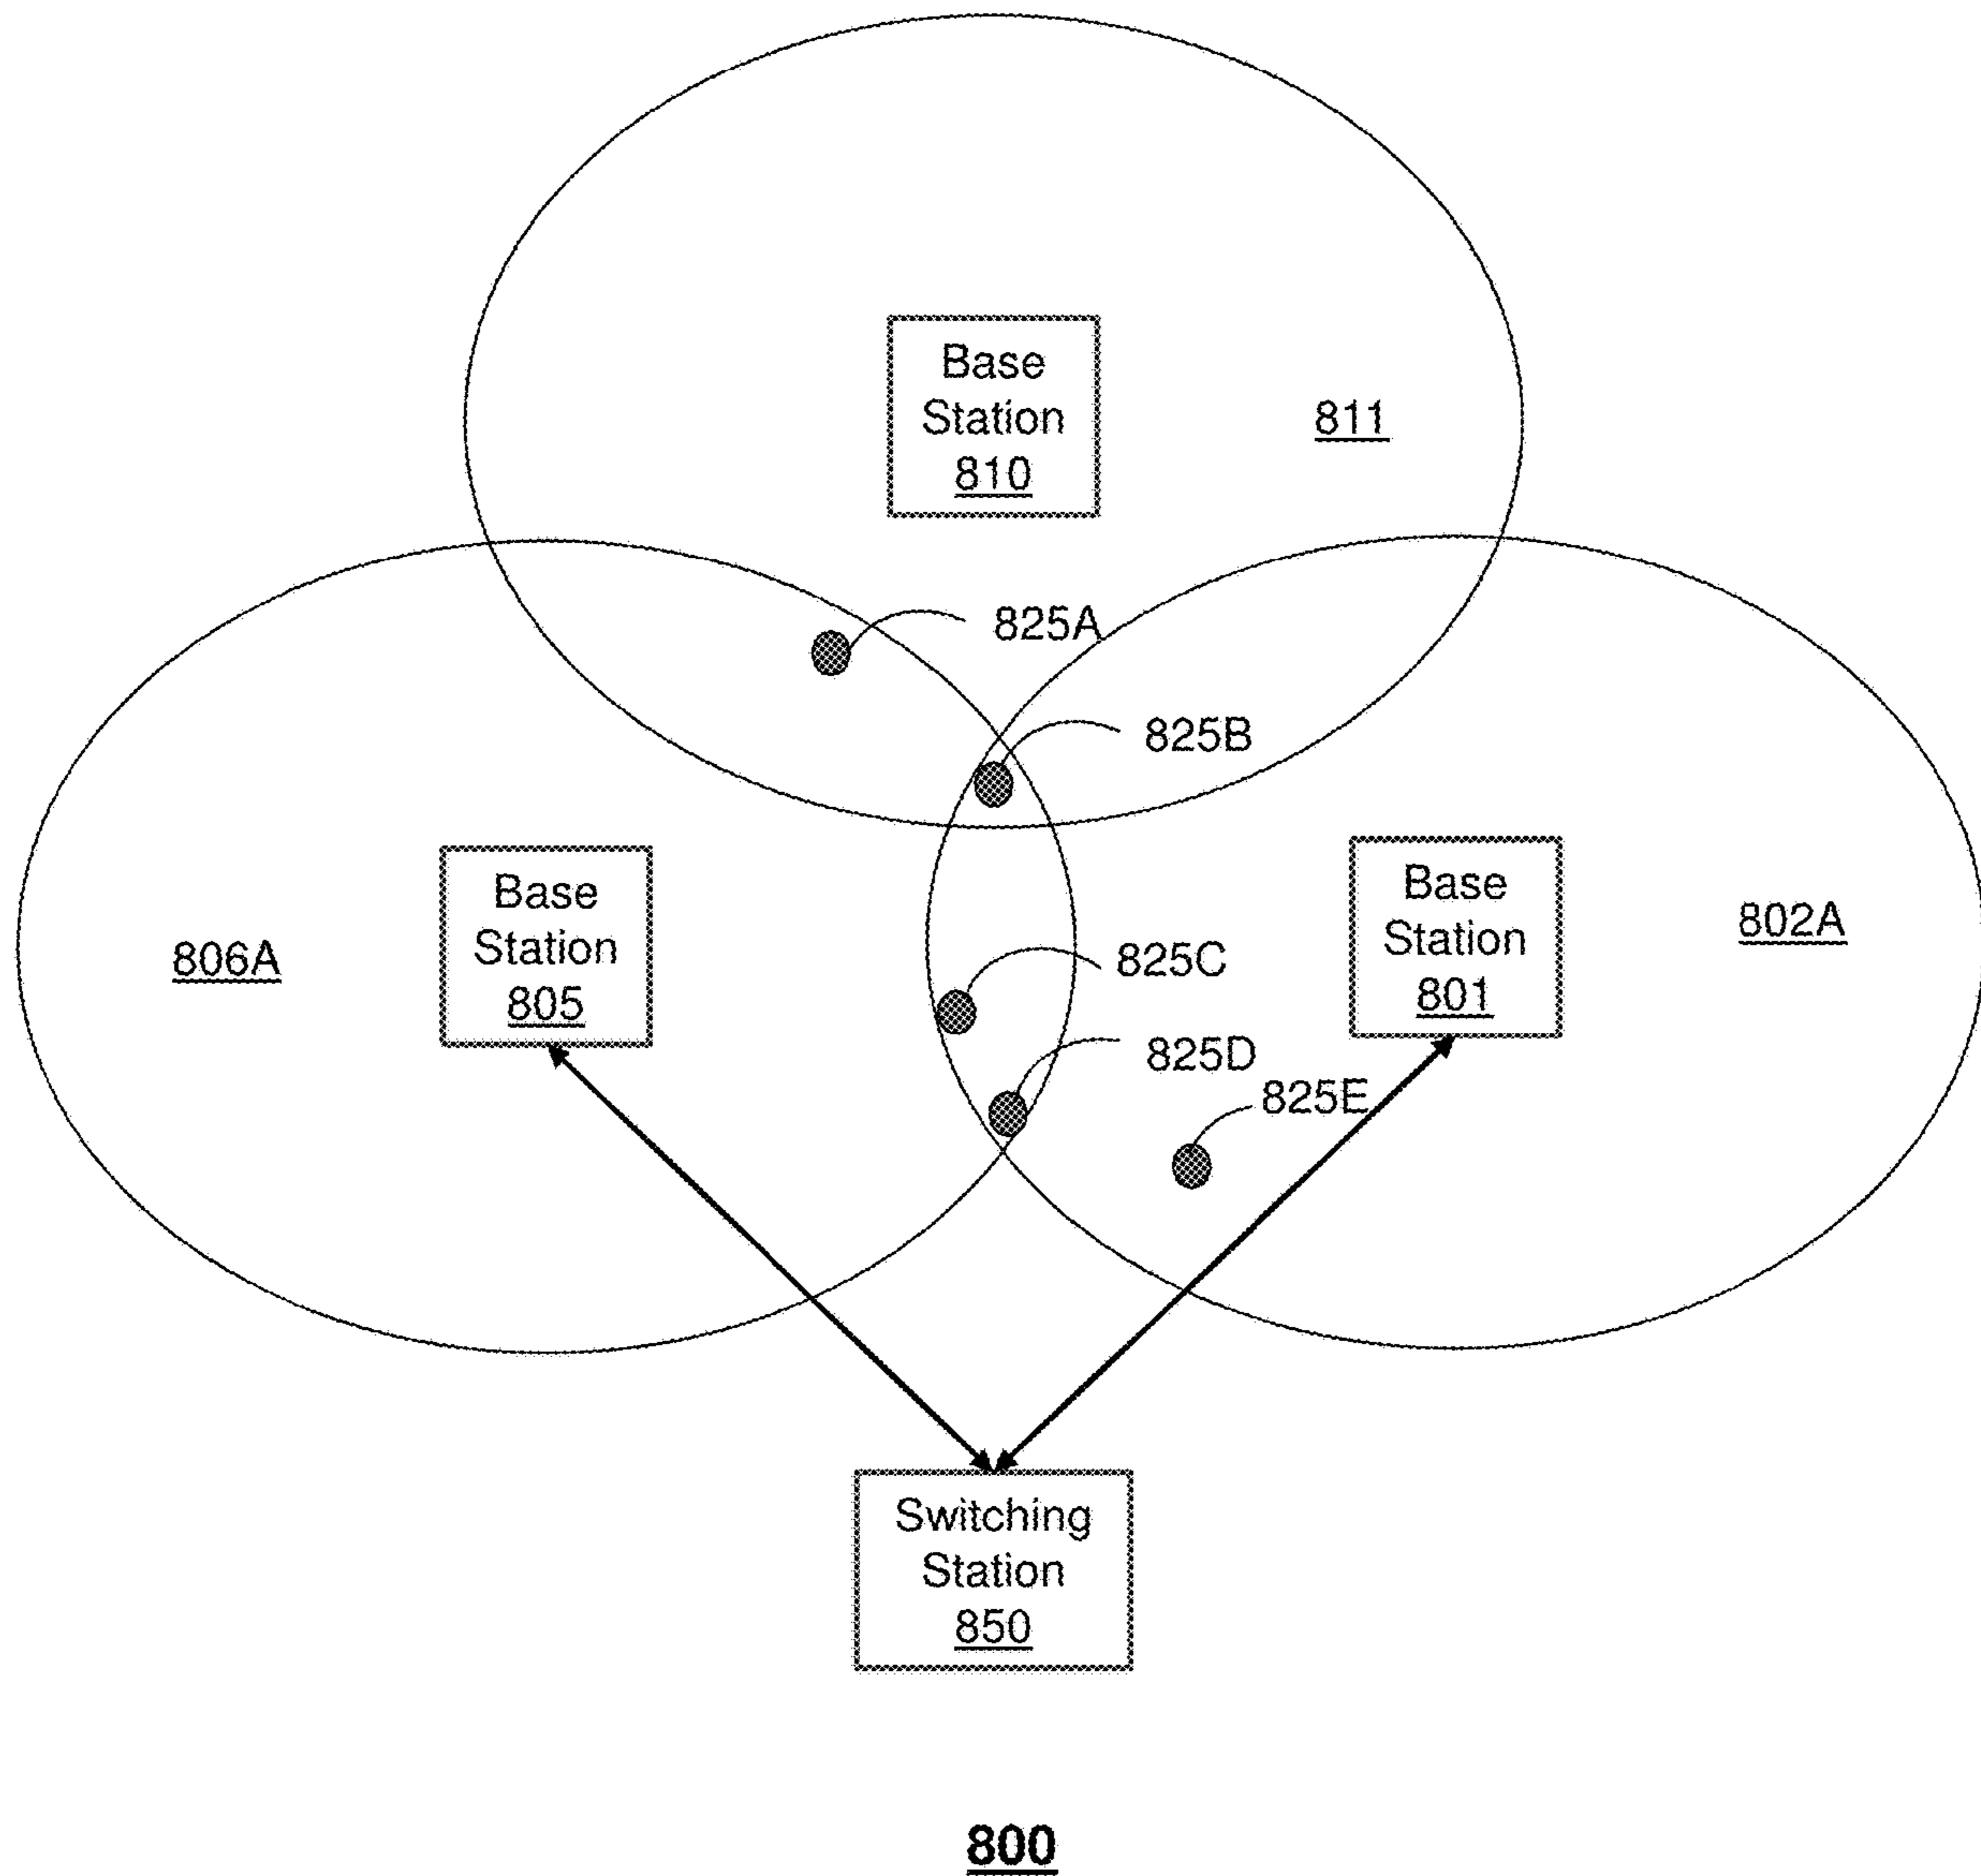 Base
Station
810
811
825A
825B
Base
Station
805
806A
Base
Station
801
802A
825C
825D
825E
Switching
Station
850
800